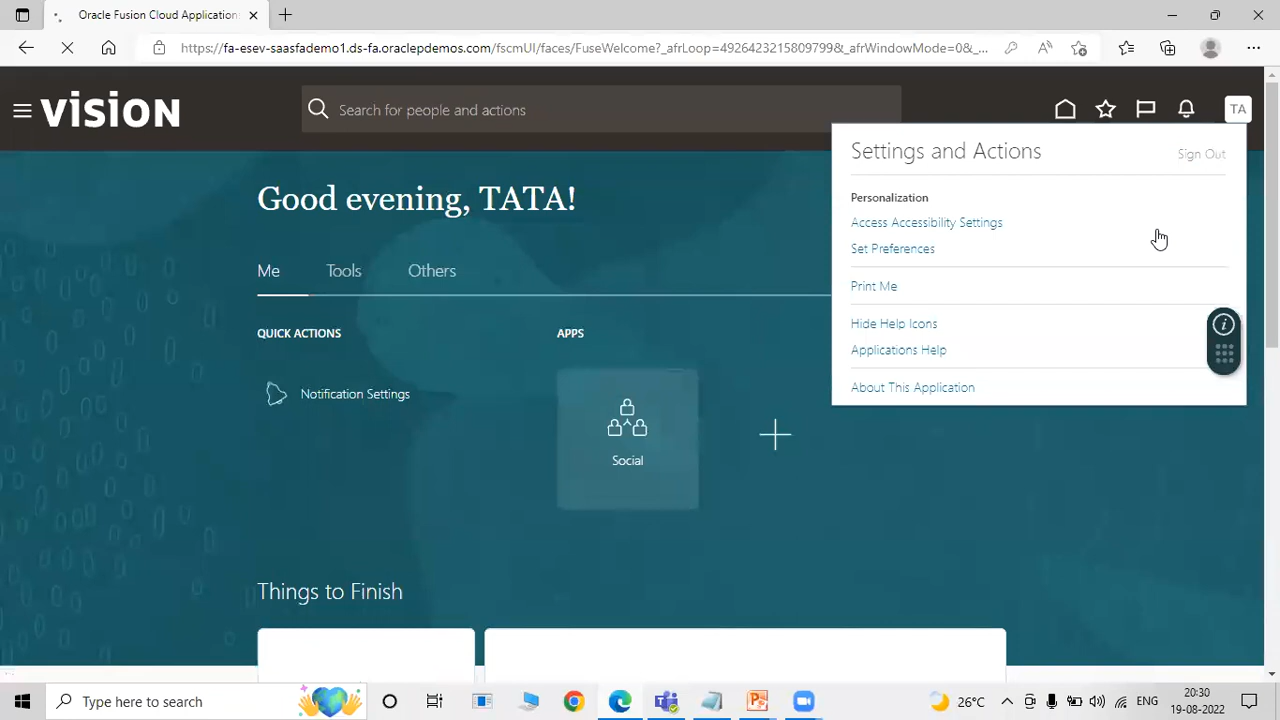 Oracle Fusion Cloud Application
https://fa-esev-saasfademo1.ds-fa.oraclepdemos.com/fscmUI/faces/FuseWelcome?_afrLoop=49264232158097998&_afrWindowMode=0&_...
VISION
Search for people and actions
TA
Settings and Actions
Sign Out
Good evening, TATA!
Personalization
Access Accessibility Settings
Set Preferences
Me
Tools
Others
Print Me
QUICK ACTIONS
APPS
Hide Help Icons
Applications Help
Notification Settings
About This Application
Social
Things to Finish
Type here to search
26°C
ENG
20:30
19-08-2022